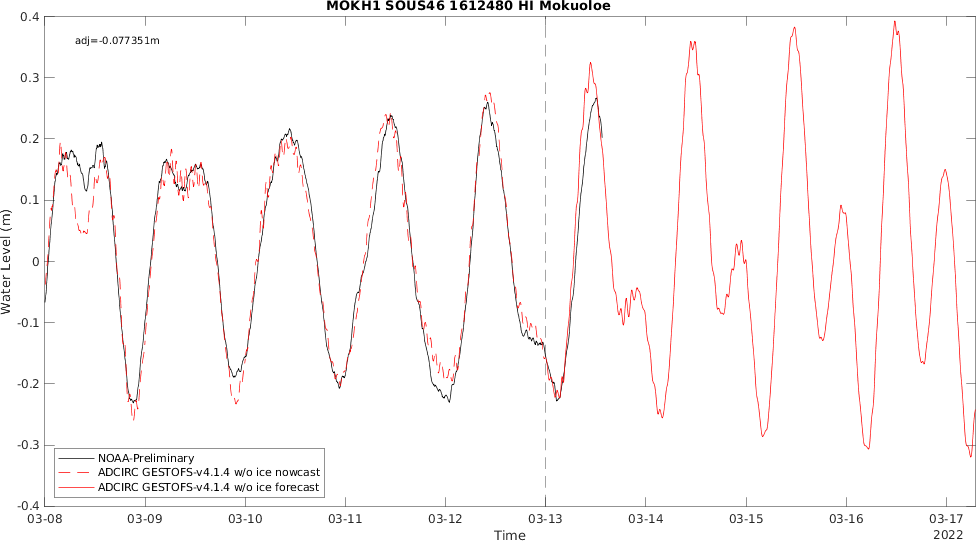 MOKH1 SOUS46 1612480 HI Mokuoloe
adj=-0.077351m
Water Level (m)
0.4
0.3
0.2
0.1
0
-0.1
-0.2
-0.3
-0.4
NOAA-Preliminary
ADCIRC GESTOFS-v4.1.4 w/o ice nowcast
ADCIRC GESTOFS-v4.1.4 w/o ice forecast
03-08 03-09 03-10 03-11 03-12 03-13 03-14 03-15 03-16 03-17
Time
2022